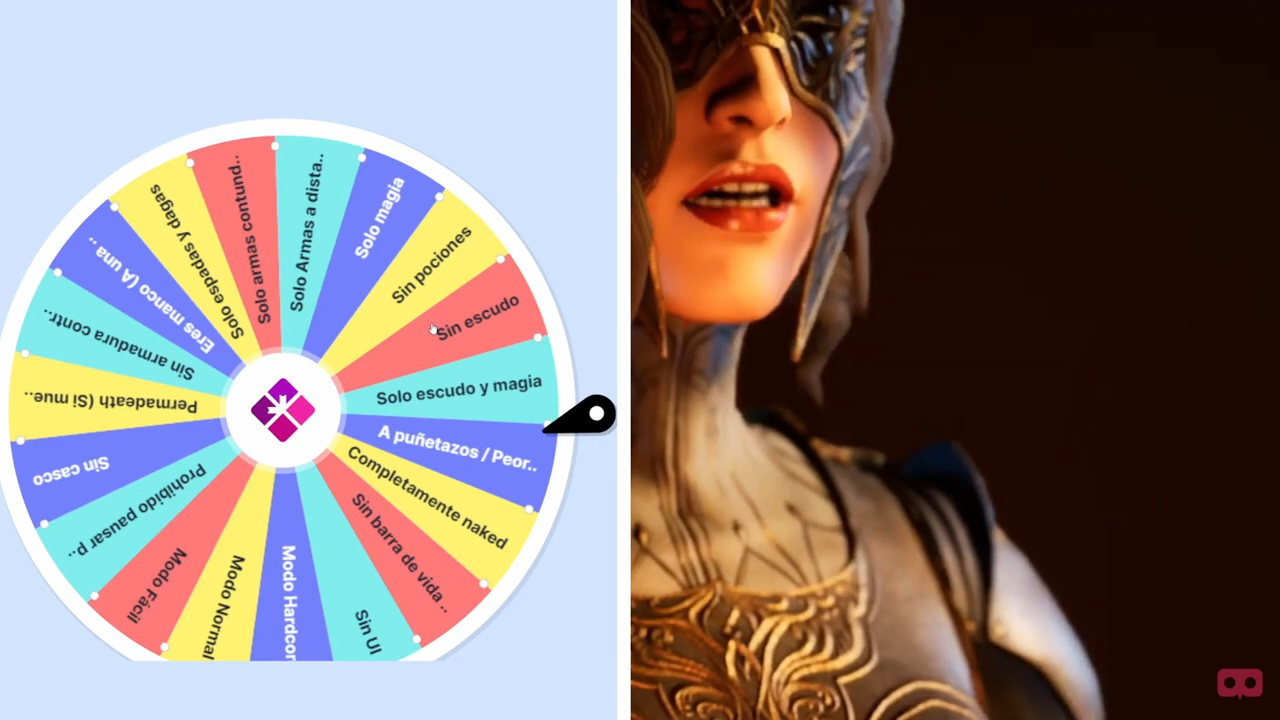 Solo Armas a dista..
Solo magia
Sin pociones
Sin escudo
Solo escudo y magia
A puñetazos / Peor..
Completamente naked
Sin barra de vida ..
Sin UI
Modo Hardcor
Modo Normal
Modo Fácil
Prohibido pausar p..
Sin casco
Permadeath (Si mue..
Sin armadura contr..
Eres manco (A una ..
Solo espadas y dagas
Solo armas contund..